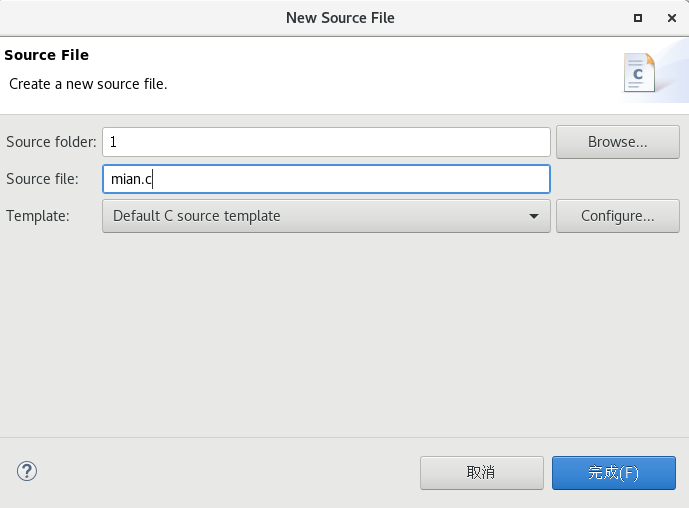 New Source File
Source File
Create a new source file.
C
Source folder: 1 Browse...
Source file: mian.c
Template: Default C source template Configure...
? 取消 完成(F)